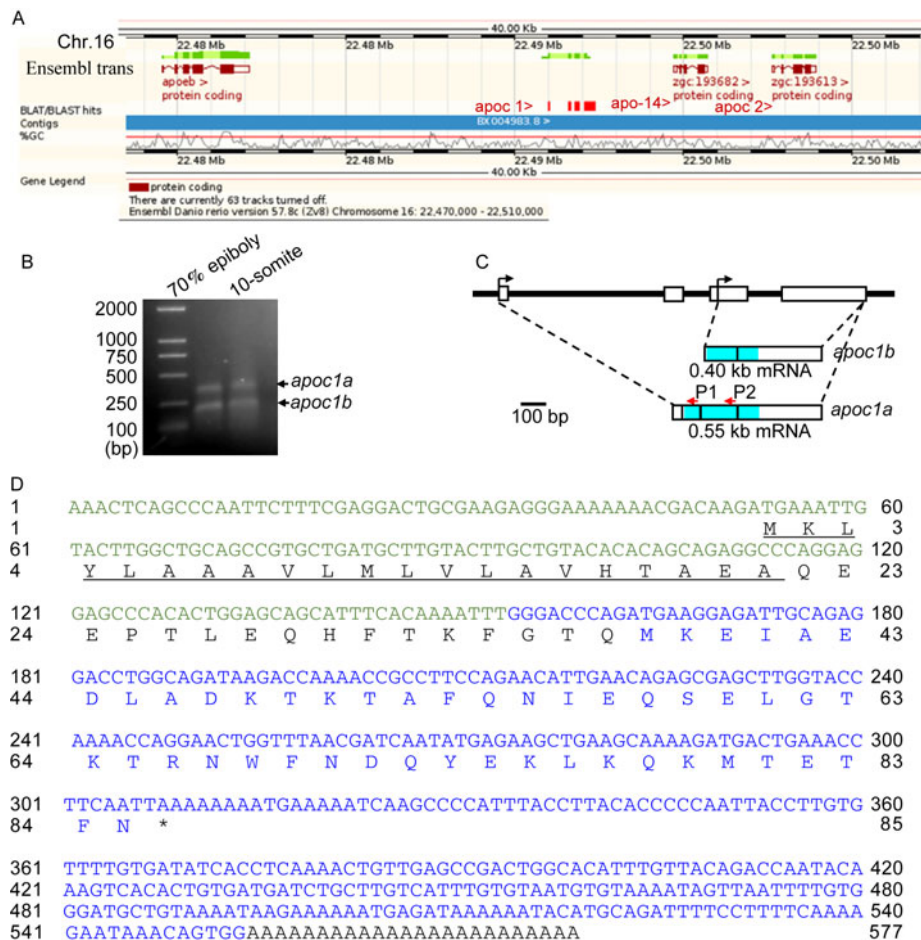 A
40.00 Kb
Chr.16
22.48 Mb 22.48 Mb 22.49 Mb 22.50 Mb 22.50 Mb
Ensembl trans
apoeb > zgc:193682 > zgc:193613 >
protein coding protein coding protein coding
BLAT/BLAST hits
apoc 1> apo-14> apoc 2>
Contigs
BX004983.8 >
%GC
22.48 Mb 22.48 Mb 22.49 Mb 22.50 Mb 22.50 Mb
40.00 Kb
Gene Legend
protein coding
There are currently 63 tracks turned off.
Ensembl Danio rerio version 57.8c (Zv8) Chromosome 16: 22,470,000 - 22,510,000
B
70% epiboly
10-somite
2000
1000
750
500
250
100
(bp)
apoc1a
apoc1b
C
apoc1b
0.40 kb mRNA
P1 P2
apoc1a
100 bp
0.55 kb mRNA
D
1 AAACTCAGCCCAATTCTTTCGAGGACTGCGAAGAGGGAAAAAAACGACAAGATGAAATTG 60
1 M K L 3
61 TACTTGGCTGCAGCCGTGCTGATGCTTGTACTTGCTGTACACACAGCAGAGGCCCAGGAG 120
4 Y L A A A V L M L V L A V H T A E A Q E 23
121 GAGCCCACACTGGAGCAGCATTTCACAAAATTTGGGACCCAGATGAAGGAGATTGCAGAG 180
24 E P T L E Q H F T K F G T Q M K E I A E 43
181 GACCTGGCAGATAAGACCAAAACCGCCTTCCAGAACATTGAACAGAGCGAGCTTGGTACC 240
44 D L A D K T K T A F Q N I E Q S E L G T 63
241 AAAACCAGGAACTGGTTTAACGATCAATATGAGAAGCTGAAGCAAAAGATGACTGAAACC 300
64 K T R N W F N D Q Y E K L K Q K M T E T 83
301 TTCAATTAAAAAAAATGAAAAATCAAGCCCCATTTACCTTACACCCCCAATTACCTTGTG 360
84 F N * 85
361 TTTTGTGATATCACCTCAAAACTGTTGAGCCGACTGGCACATTTGTTACAGACCAATACA 420
421 AAGTCACACTGTGATGATCTGCTTGTCATTTGTGTAATGTGTAAAATAGTTAATTTTGTG 480
481 GGATGCTGTAAAATAAGAAAAAATGAGATAAAAAATACATGCAGATTTTCCTTTTCAAAA 540
541 GAATAAACAGTGGAAAAAAAAAAAAAAAAAAAAAAAA 577